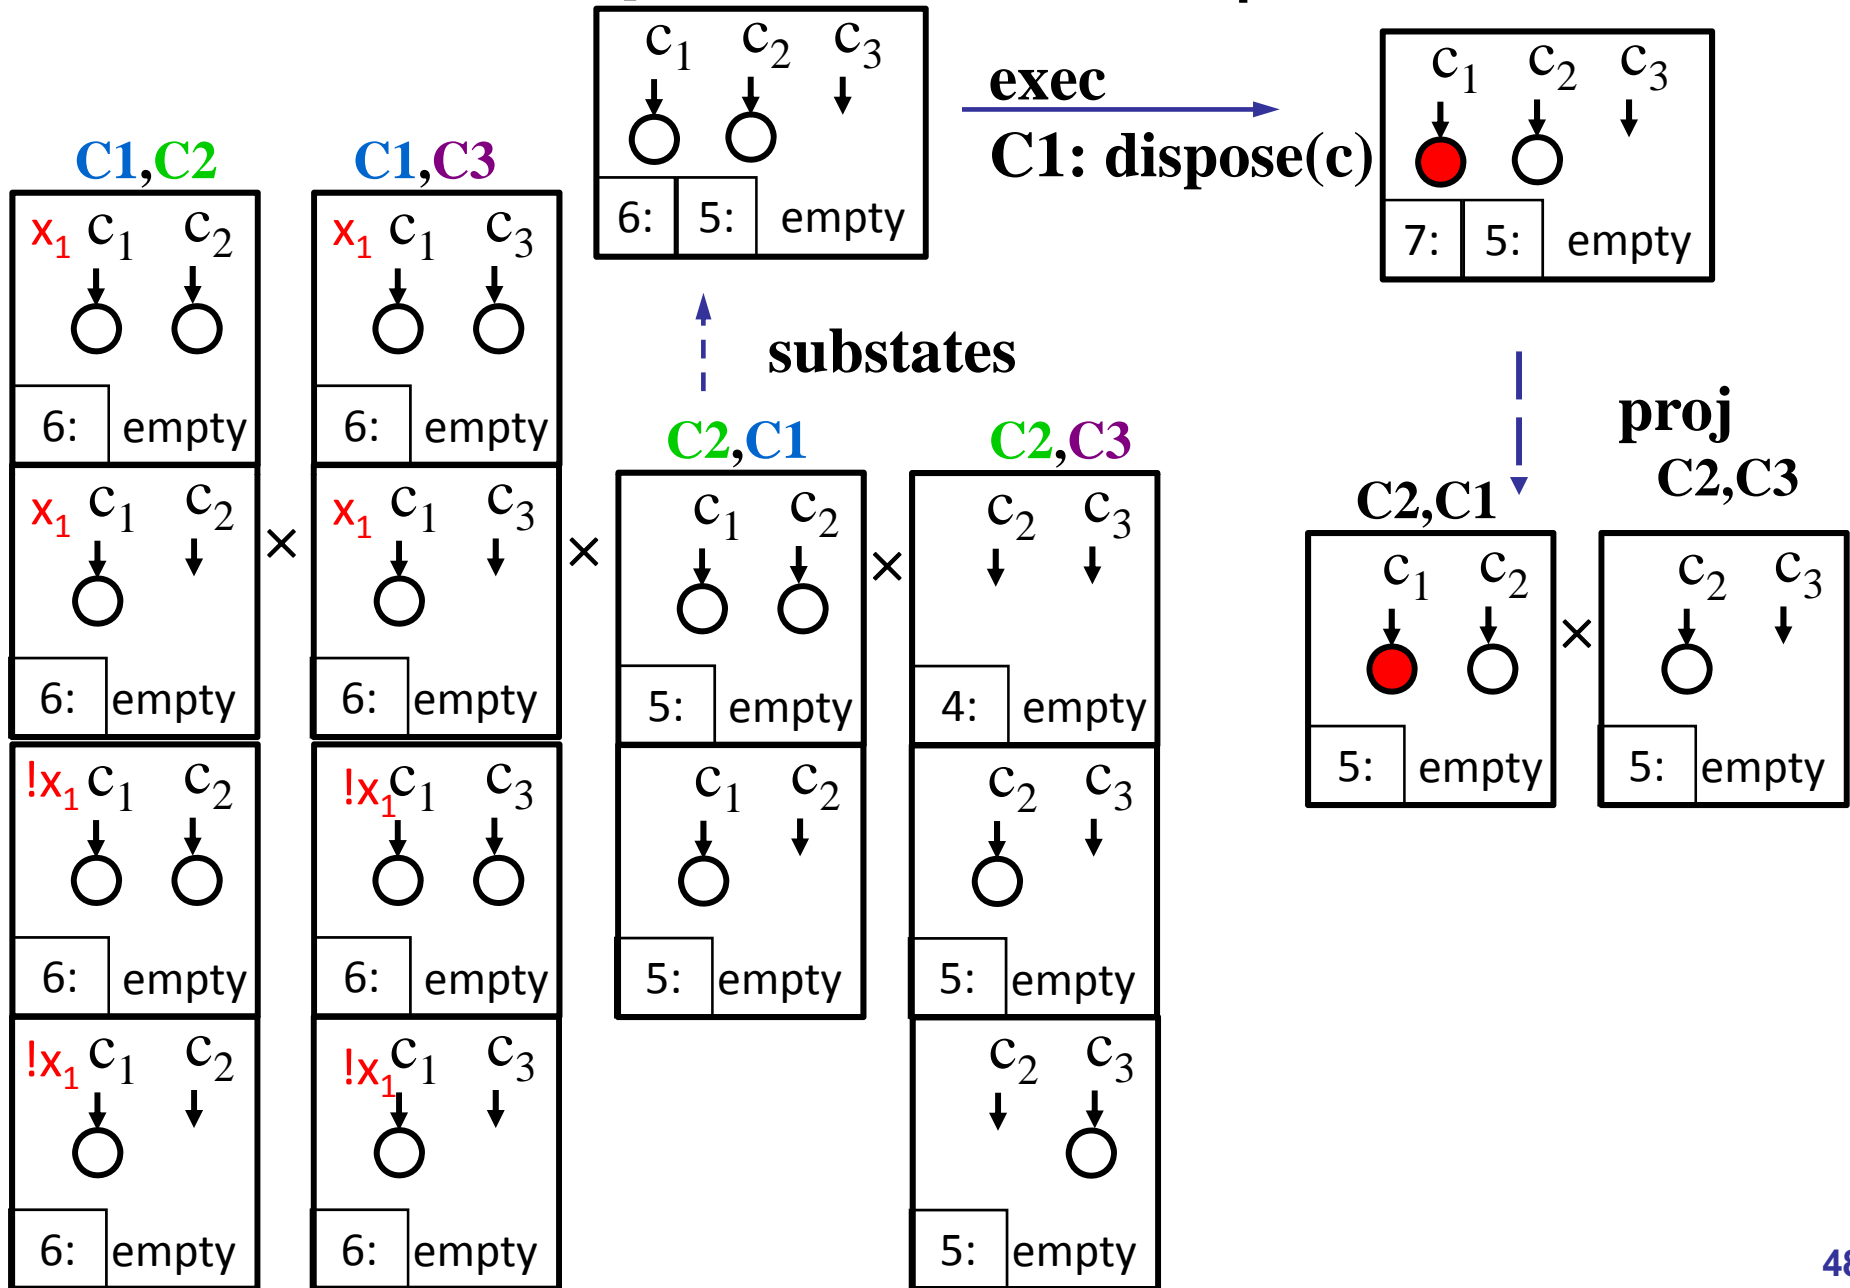 c₁ c₂ c₃
6: 5: empty
exec
C1: dispose(c)
c₁ c₂ c₃
7: 5: empty
substates
proj
C1,C2
x₁ c₁ c₂
6: empty
x₁ c₁ c₂
6: empty
!x₁ c₁ c₂
6: empty
!x₁ c₁ c₂
6: empty
×
C1,C3
x₁ c₁ c₃
6: empty
x₁ c₁ c₃
6: empty
!x₁ c₁ c₃
6: empty
!x₁ c₁ c₃
6: empty
×
C2,C1
c₁ c₂
5: empty
c₁ c₂
5: empty
×
C2,C3
c₂ c₃
4: empty
c₂ c₃
5: empty
c₂ c₃
5: empty
C2,C1
c₁ c₂
5: empty
×
C2,C3
c₂ c₃
5: empty